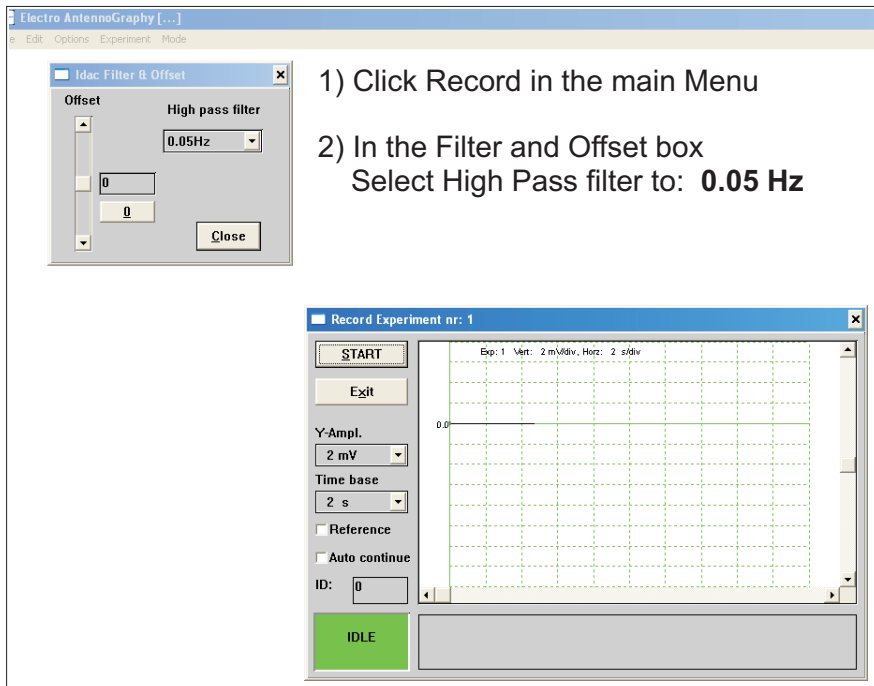 Electro AntennoGraphy [...]
e Edit Options Experiment Mode
Idac Filter & Offset
Offset
High pass filter
0.05Hz
0
0
Close
1) Click Record in the main Menu
2) In the Filter and Offset box
Select High Pass filter to: 0.05 Hz
Record Experiment nr: 1
START
Exit
Y-Ampl.
2 mV
Time base
2 s
Reference
Auto continue
ID: 0
IDLE
Exp: 1 Vert: 2 mV/div, Horz: 2 s/div
0.0